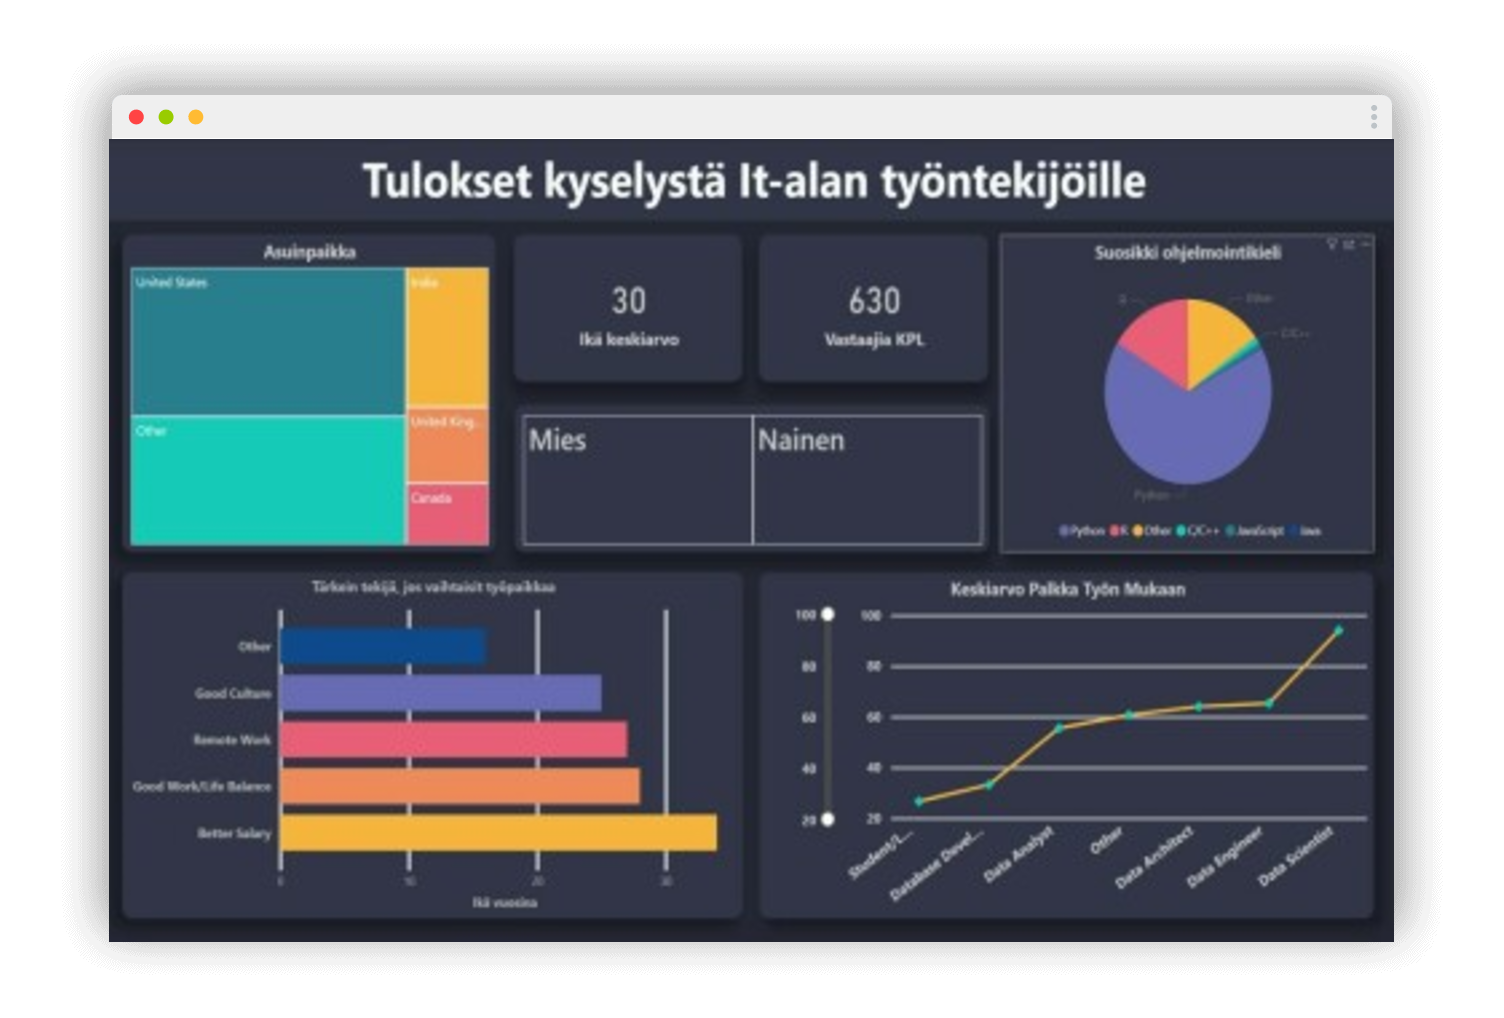 Tulokset kyselystä It-alan työntekijöille
Asuinpaikka
United States
India
Other
United King...
Canada
30
Ikä keskiarvo
630
Vastaajia KPL
Mies
Nainen
Suosikki ohjelmointikieli
R
Other
C/C++
Python
Python R Other C/C++ JavaScript Java
Tärkein tekijä, jos vaihtaisit työpaikkaa
Other
Good Culture
Remote Work
Good Work/Life Balance
Better Salary
0 10 20 30
Ikä vuosina
Keskiarvo Palkka Työn Mukaan
100 100
80 80
60 60
40 40
20 20
Student/L...
Database Devel...
Data Analyst
Other
Data Architect
Data Engineer
Data Scientist